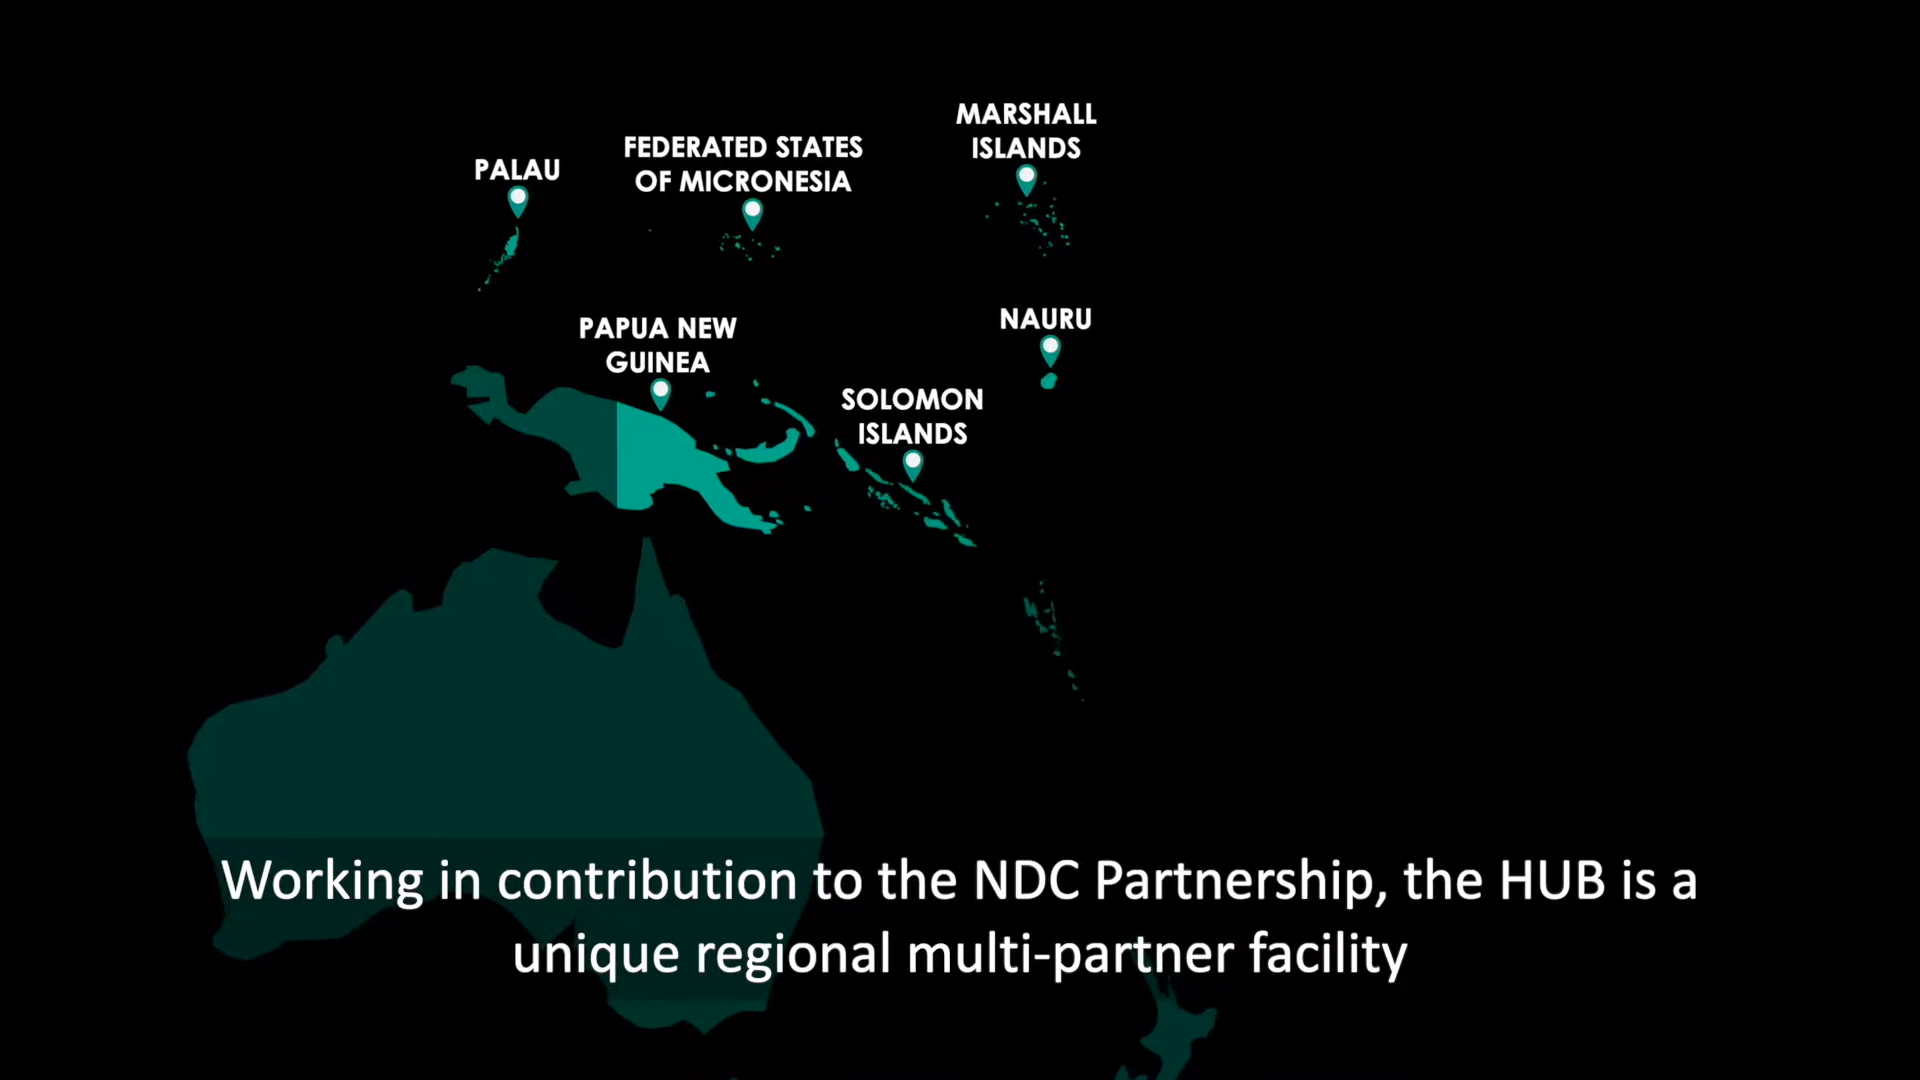 MARSHALL
ISLANDS
FEDERATED STATES
OF MICRONESIA
PALAU
NAURU
PAPUA NEW
GUINEA
SOLOMON
ISLANDS
Working in contribution to the NDC Partnership, the HUB is a
unique regional multi-partner facility